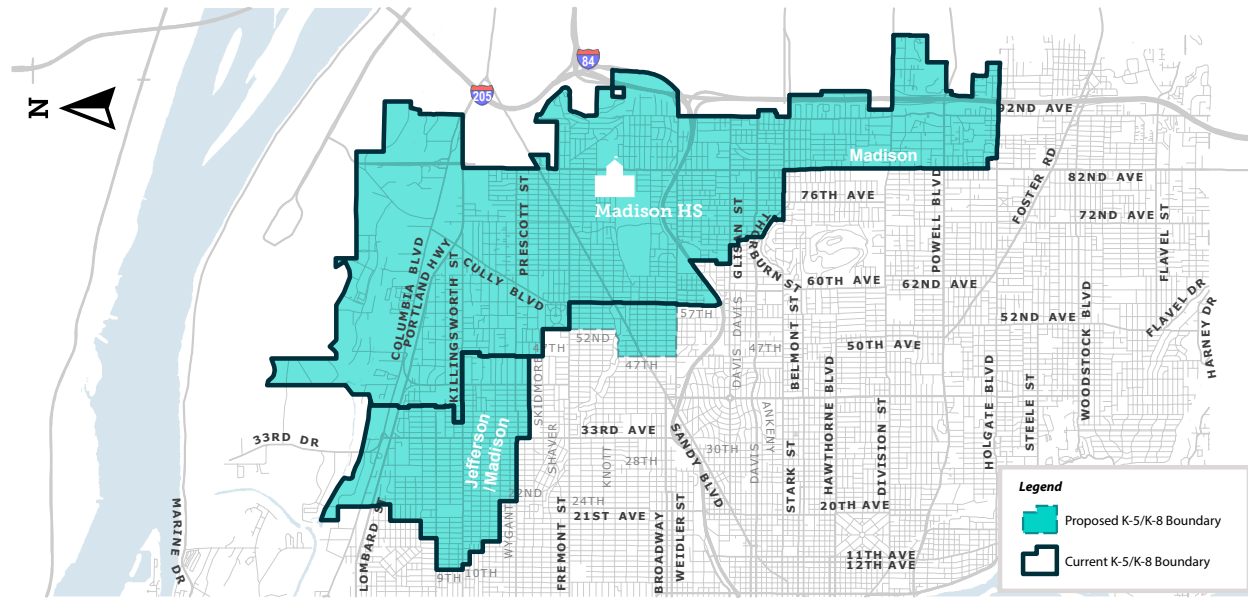 84
205
N
92ND AVE
Madison
82ND AVE
76TH AVE
72ND AVE
FOSTER RD
POWELL BLVD
FLAVEL ST
PRESCOTT ST
Madison HS
GLISAN ST
THORBURN ST
COLUMBIA BLVD
PORTLAND HWY
KILLINGSWORTH ST
CULLY BLVD
60TH AVE
62ND AVE
57TH
52ND AVE
FLAVEL DR
HARNEY DR
52ND
47TH
50TH AVE
47TH
DAVIS
DAVIS
BELMONT ST
WOODSTOCK BLVD
SKIDMORE
33RD DR
Jefferson
/Madison
SHAVER
33RD AVE
KNOTT
28TH
SANDY BLVD
30TH
DAVIS
ANKENY
STARK ST
HAWTHORNE BLVD
DIVISION ST
HOLGATE BLVD
STEELE ST
22ND
24TH
21ST AVE
20TH AVE
MARINE DR
LOMBARD ST
WYGANT
FREMONT ST
BROADWAY
WEIDLER ST
9TH
10TH
11TH AVE
12TH AVE
Legend
Proposed K-5/K-8 Boundary
Current K-5/K-8 Boundary